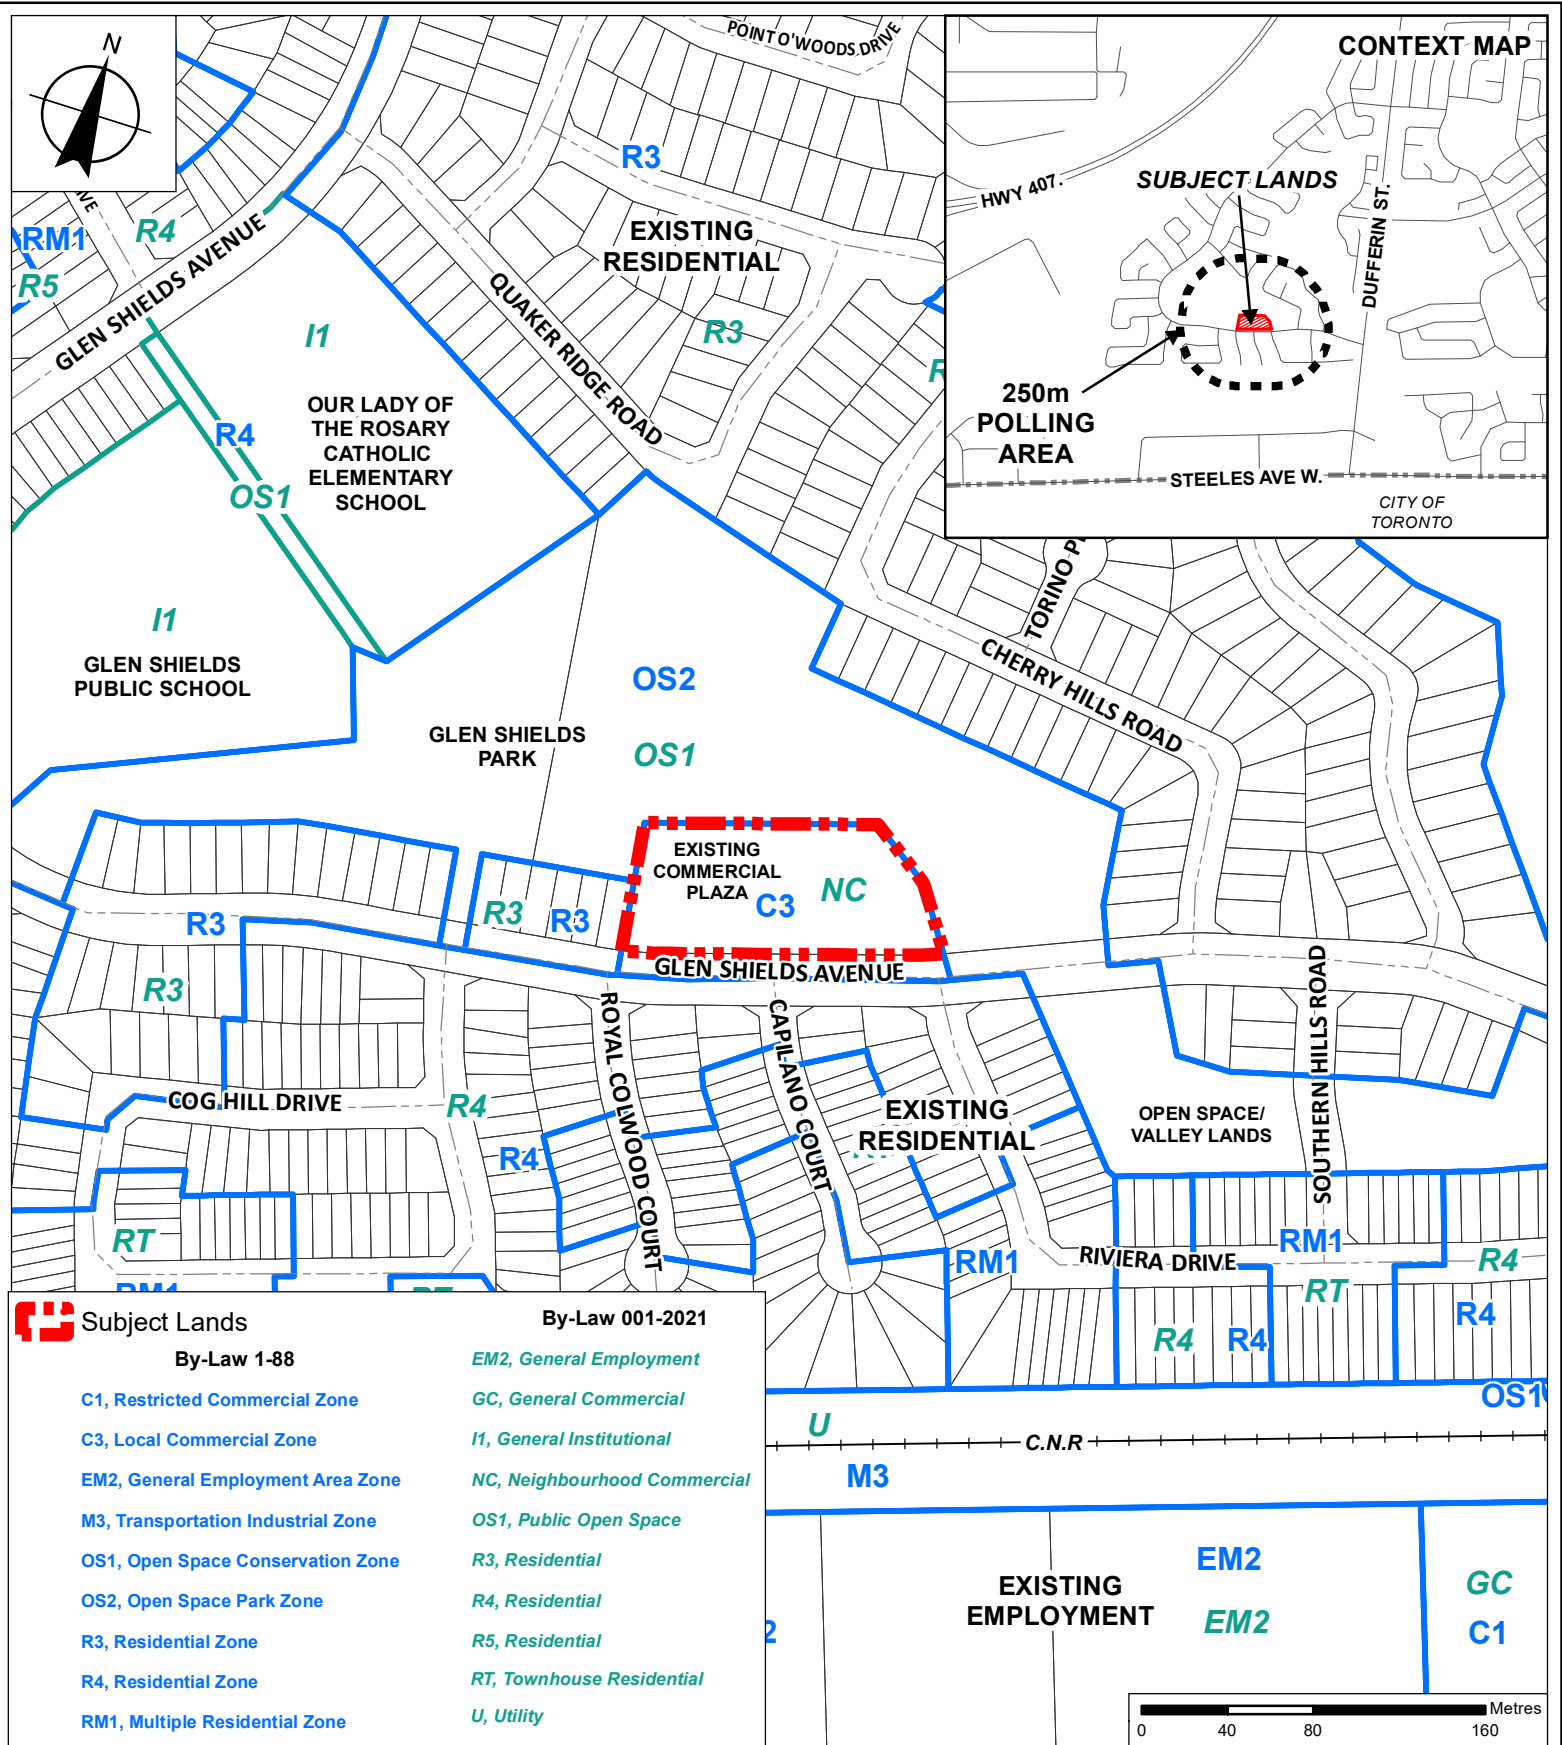 N
POINT O'WOODS DRIVE
CONTEXT MAP
HWY 407.
SUBJECT LANDS
DUFFERIN ST.
250m
POLLING
AREA
STEELES AVE W.
CITY OF
TORONTO
R3
EXISTING
RESIDENTIAL
R3
QUAKER RIDGE ROAD
RM1
R4
R5
GLEN SHIELDS AVENUE
I1
OUR LADY OF
THE ROSARY
CATHOLIC
ELEMENTARY
SCHOOL
R4
OS1
I1
GLEN SHIELDS
PUBLIC SCHOOL
TORINO
CHERRY HILLS ROAD
OS2
OS1
GLEN SHIELDS
PARK
EXISTING
COMMERCIAL
PLAZA
C3
NC
R3
R3
R3
R3
GLEN SHIELDS AVENUE
ROYAL COLWOOD COURT
CAPILANO COURT
SOUTHERN HILLS ROAD
COG HILL DRIVE
R4
R4
EXISTING
RESIDENTIAL
OPEN SPACE/
VALLEY LANDS
RT
RM1
RM1
RIVIERA DRIVE
RM1
RT
R4
R4
R4
R4
OS1
U
C.N.R
M3
EXISTING
EMPLOYMENT
EM2
EM2
GC
C1
Subject Lands
By-Law 1-88
C1, Restricted Commercial Zone
C3, Local Commercial Zone
EM2, General Employment Area Zone
M3, Transportation Industrial Zone
OS1, Open Space Conservation Zone
OS2, Open Space Park Zone
R3, Residential Zone
R4, Residential Zone
RM1, Multiple Residential Zone
By-Law 001-2021
EM2, General Employment
GC, General Commercial
I1, General Institutional
NC, Neighbourhood Commercial
OS1, Public Open Space
R3, Residential
R4, Residential
R5, Residential
RT, Townhouse Residential
U, Utility
Metres
0 40 80 160